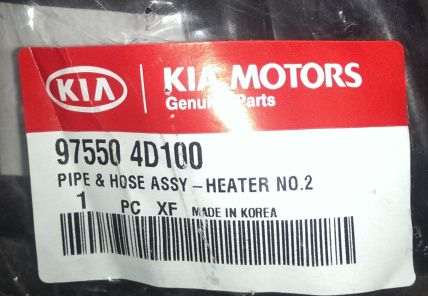 KIA
KIA MOTORS
Genuine Parts
97550 4D100
PIPE & HOSE ASSY-HEATER NO.2
1 PC XF MADE IN KOREA